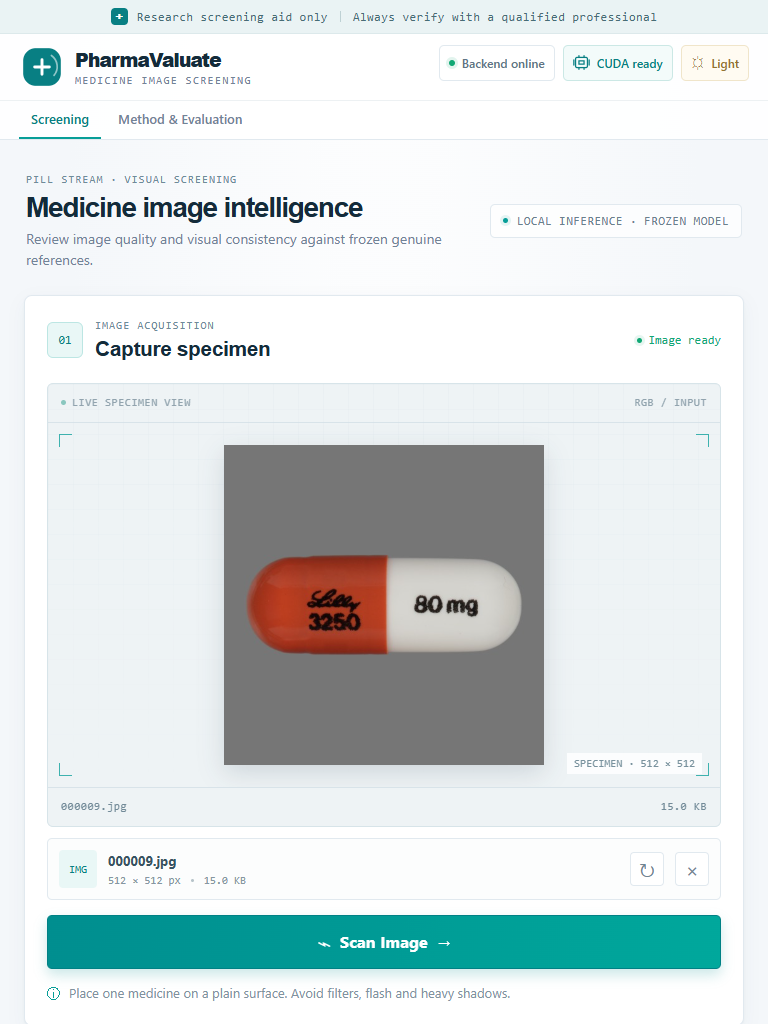 Research screening aid only | Always verify with a qualified professional
PharmaValuate
MEDICINE IMAGE SCREENING
Backend online
CUDA ready
Light
Screening
Method & Evaluation
PILL STREAM · VISUAL SCREENING
Medicine image intelligence
Review image quality and visual consistency against frozen genuine
references.
LOCAL INFERENCE · FROZEN MODEL
01
IMAGE ACQUISITION
Capture specimen
Image ready
LIVE SPECIMEN VIEW
RGB / INPUT
Lilly
3250
80 mg
SPECIMEN · 512 × 512
000009.jpg
15.0 KB
IMG
000009.jpg
512 × 512 px • 15.0 KB
Scan Image →
Place one medicine on a plain surface. Avoid filters, flash and heavy shadows.